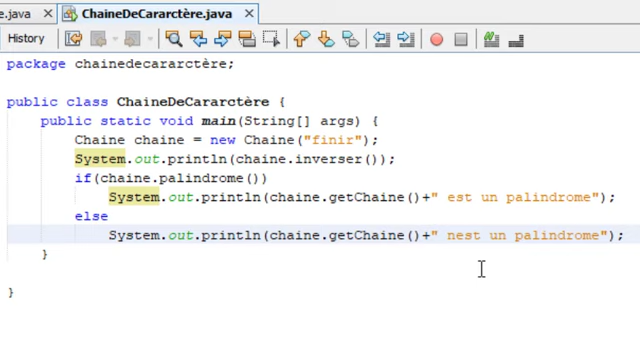 e.java ChaineDeCararctère.java
History
package chainedecararctère;
public class ChaineDeCararctère {
public static void main(String[] args) {
Chaine chaine = new Chaine("finir");
System.out.println(chaine.inverser());
if(chaine.palindrome())
System.out.println(chaine.getChaine()+" est un palindrome");
else
System.out.println(chaine.getChaine()+" nest un palindrome");
}
}